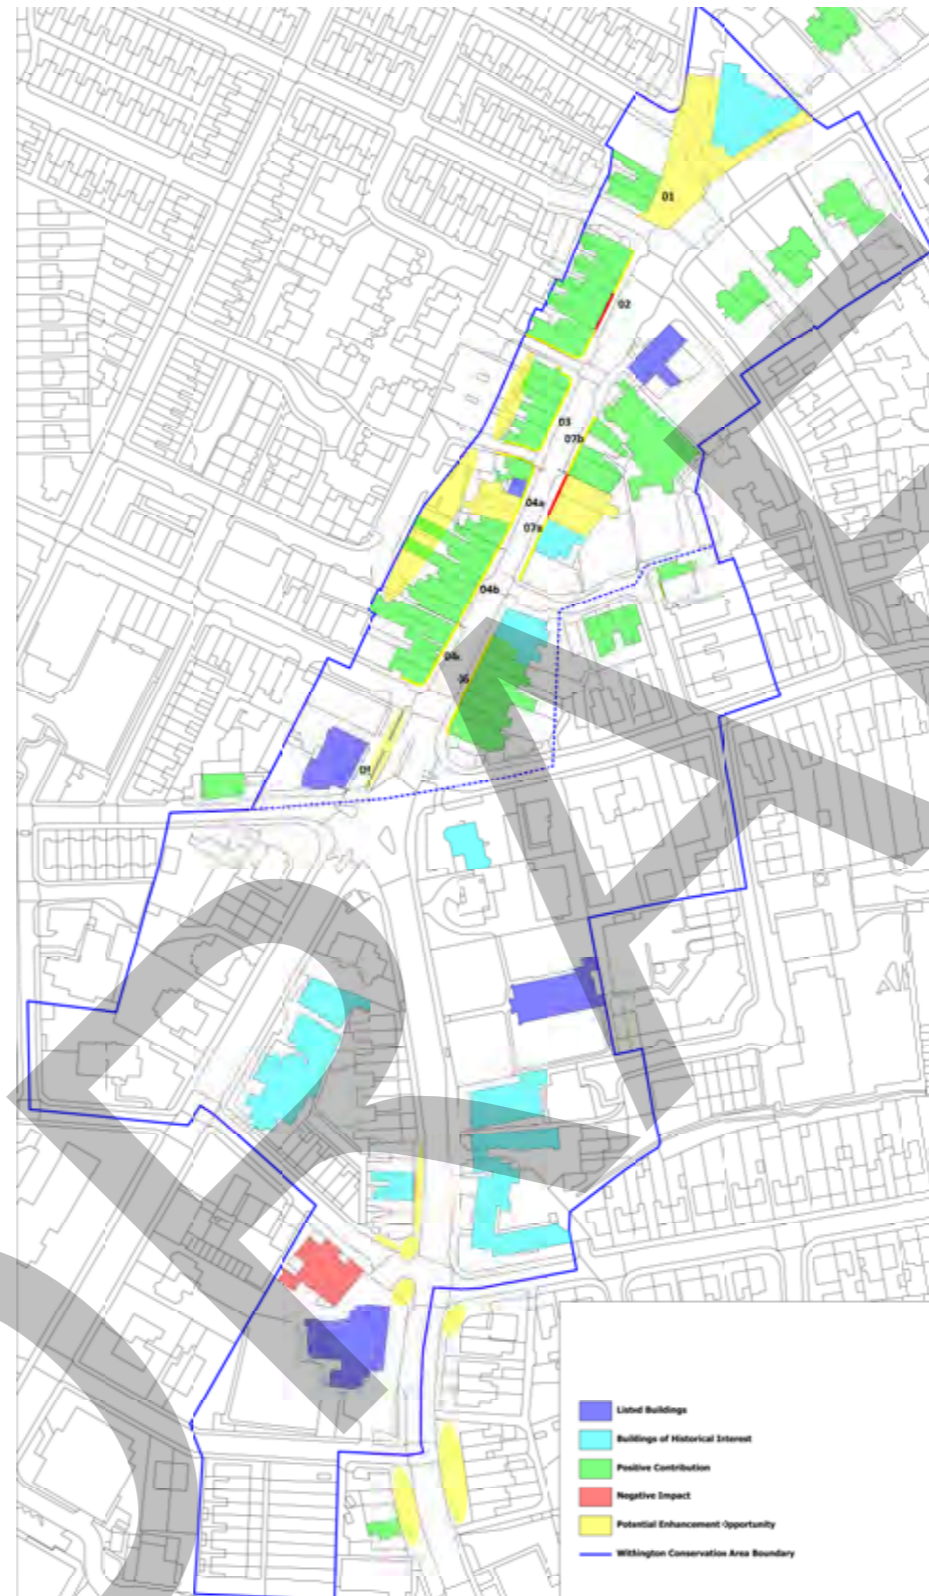 01
02
03
07b
04a
07a
04b
Listed Buildings
Buildings of Historical Interest
Positive Contribution
Negative Impact
Potential Enhancement Opportunity
Withington Conservation Area Boundary
DRAFT